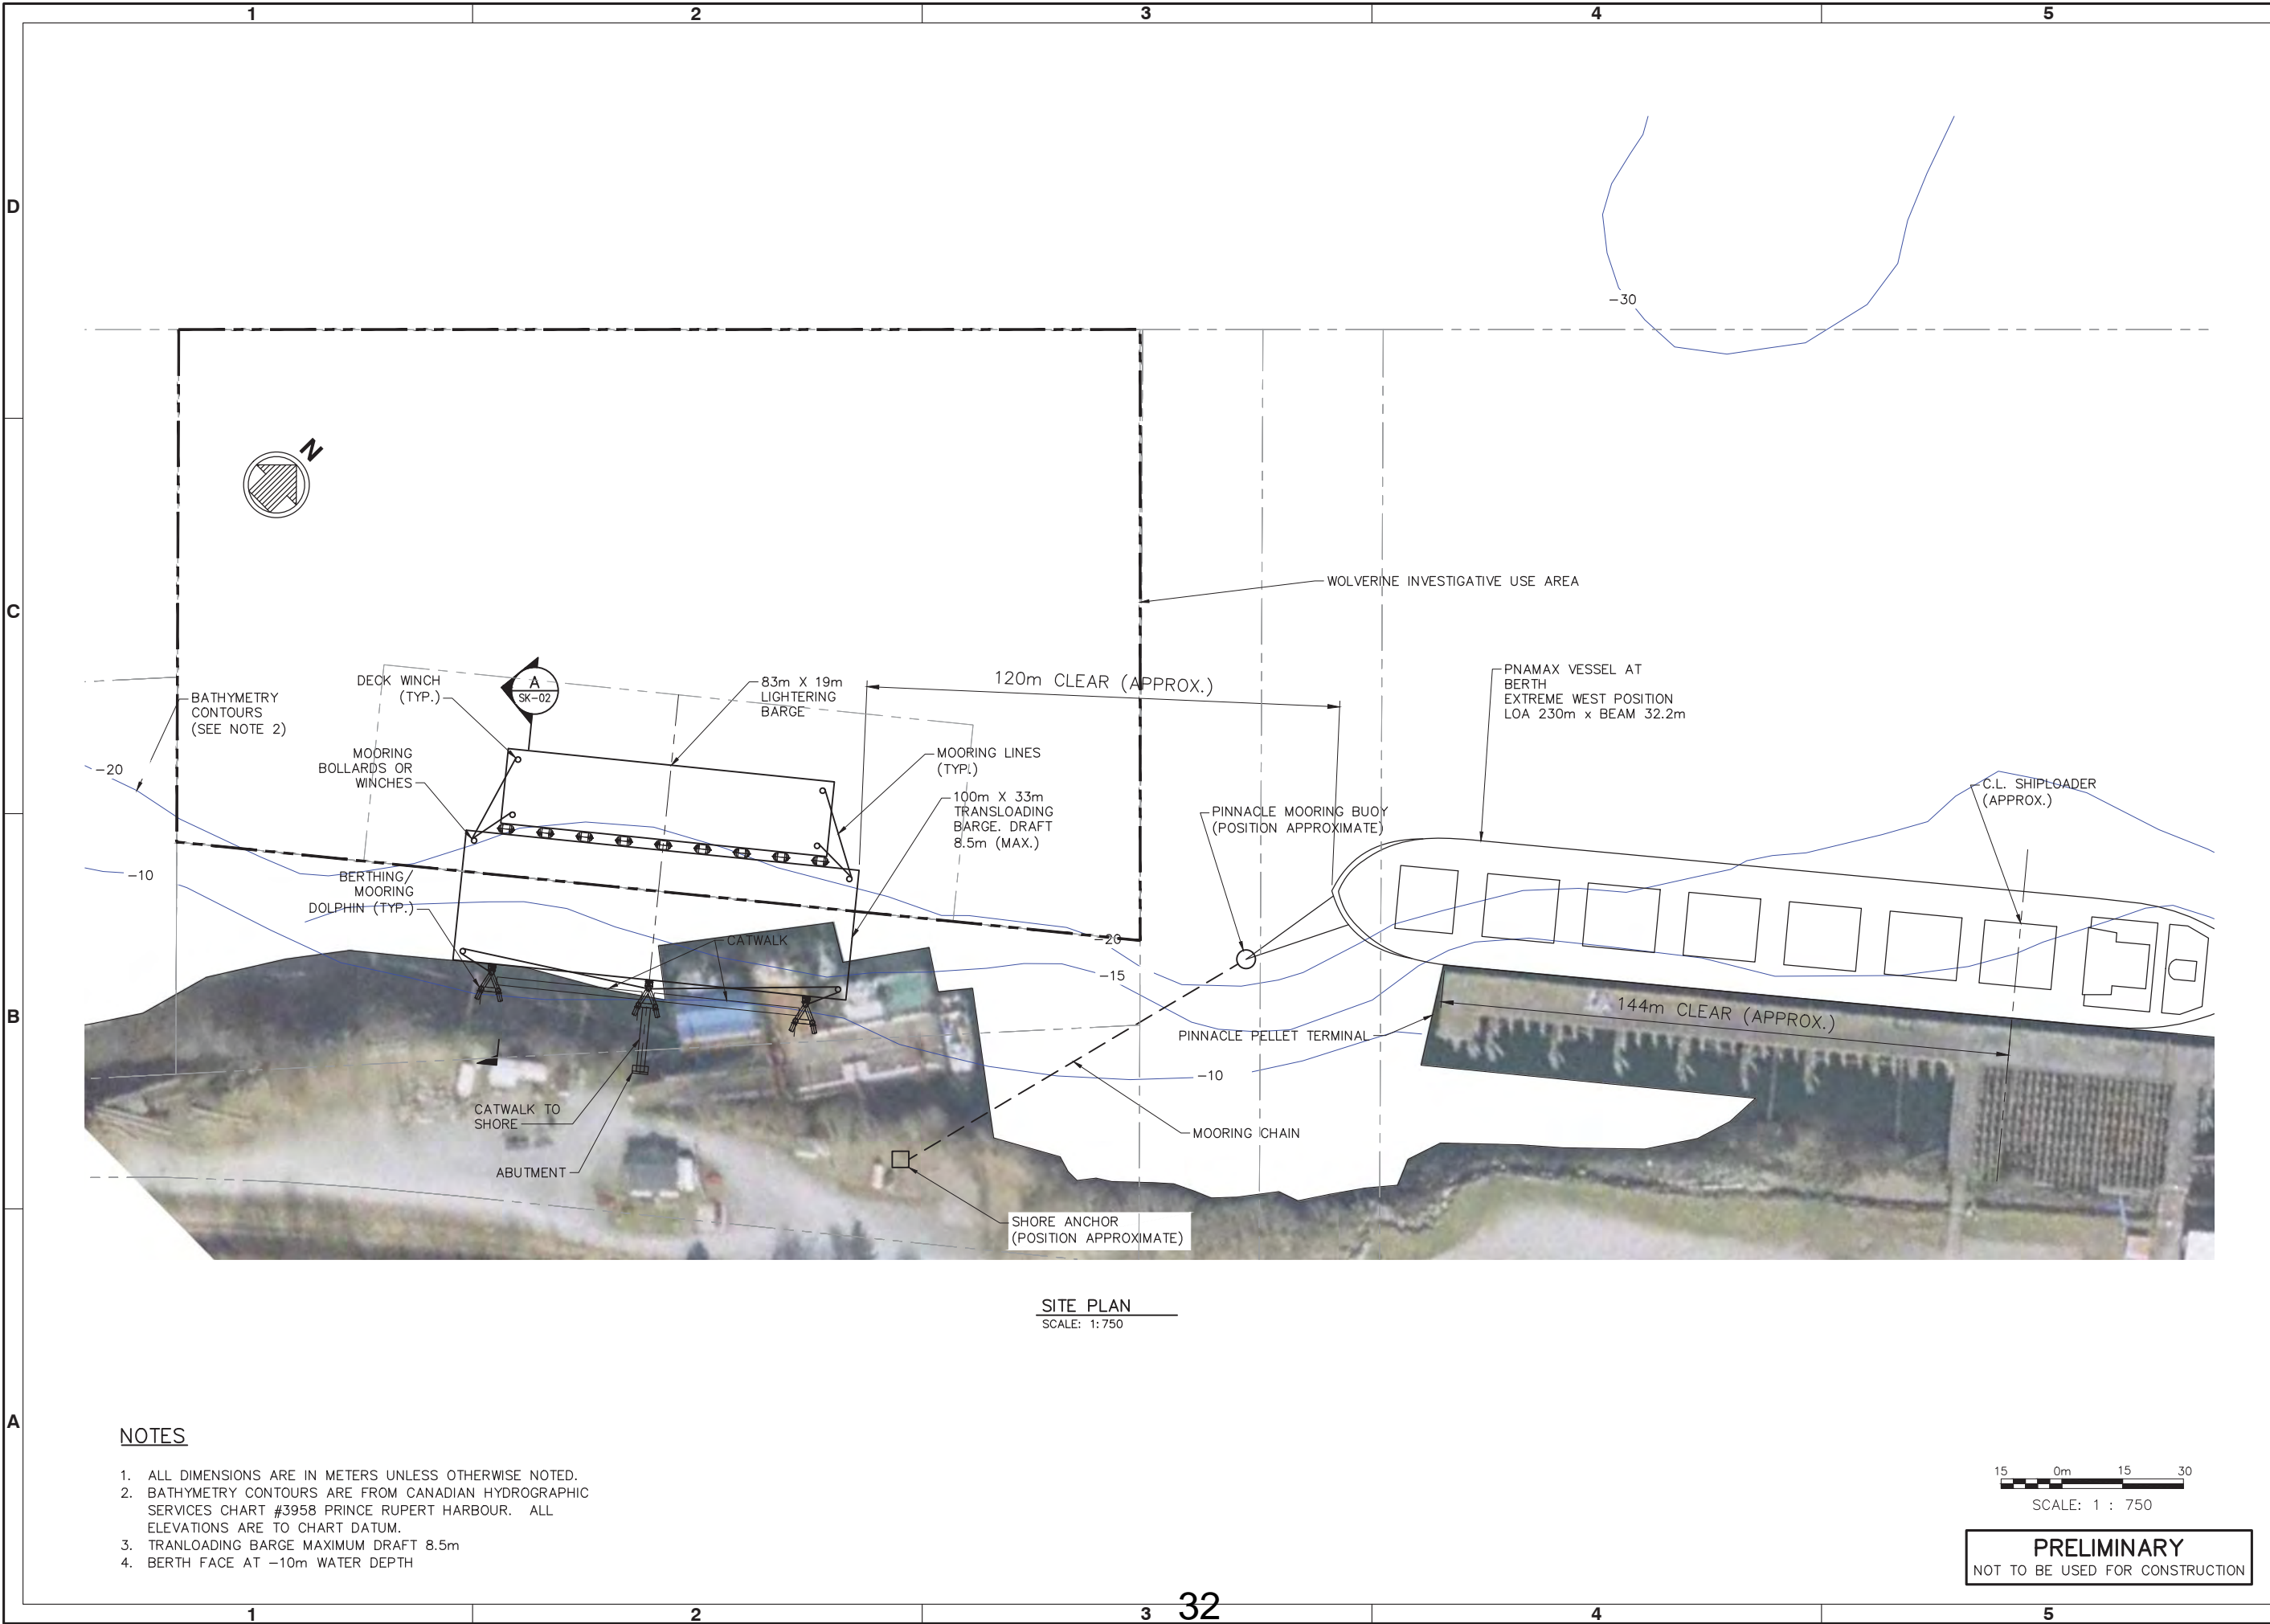 1 2 3 4 5
D
-30
N
C
WOLVERINE INVESTIGATIVE USE AREA
DECK WINCH
(TYP.)
A
SK-02
83m X 19m
LIGHTERING
BARGE
120m CLEAR (APPROX.)
PNAMAX VESSEL AT
BERTH
EXTREME WEST POSITION
LOA 230m x BEAM 32.2m
BATHYMETRY
CONTOURS
(SEE NOTE 2)
MOORING
BOLLARDS OR
WINCHES
MOORING LINES
(TYP.)
-20
100m X 33m
TRANSLOADING
BARGE. DRAFT
8.5m (MAX.)
PINNACLE MOORING BUOY
(POSITION APPROXIMATE)
C.L. SHIPLOADER
(APPROX.)
-10
BERTHING/
MOORING
DOLPHIN (TYP.)
CATWALK
-20
-15
B
144m CLEAR (APPROX.)
PINNACLE PELLET TERMINAL
-10
CATWALK TO
SHORE
MOORING CHAIN
ABUTMENT
SHORE ANCHOR
(POSITION APPROXIMATE)
SITE PLAN
SCALE: 1:750
A
NOTES
1. ALL DIMENSIONS ARE IN METERS UNLESS OTHERWISE NOTED.
2. BATHYMETRY CONTOURS ARE FROM CANADIAN HYDROGRAPHIC
SERVICES CHART #3958 PRINCE RUPERT HARBOUR. ALL
ELEVATIONS ARE TO CHART DATUM.
3. TRANLOADING BARGE MAXIMUM DRAFT 8.5m
4. BERTH FACE AT -10m WATER DEPTH
15 0m 15 30
SCALE: 1 : 750
PRELIMINARY
NOT TO BE USED FOR CONSTRUCTION
1 2 3 4 5
32